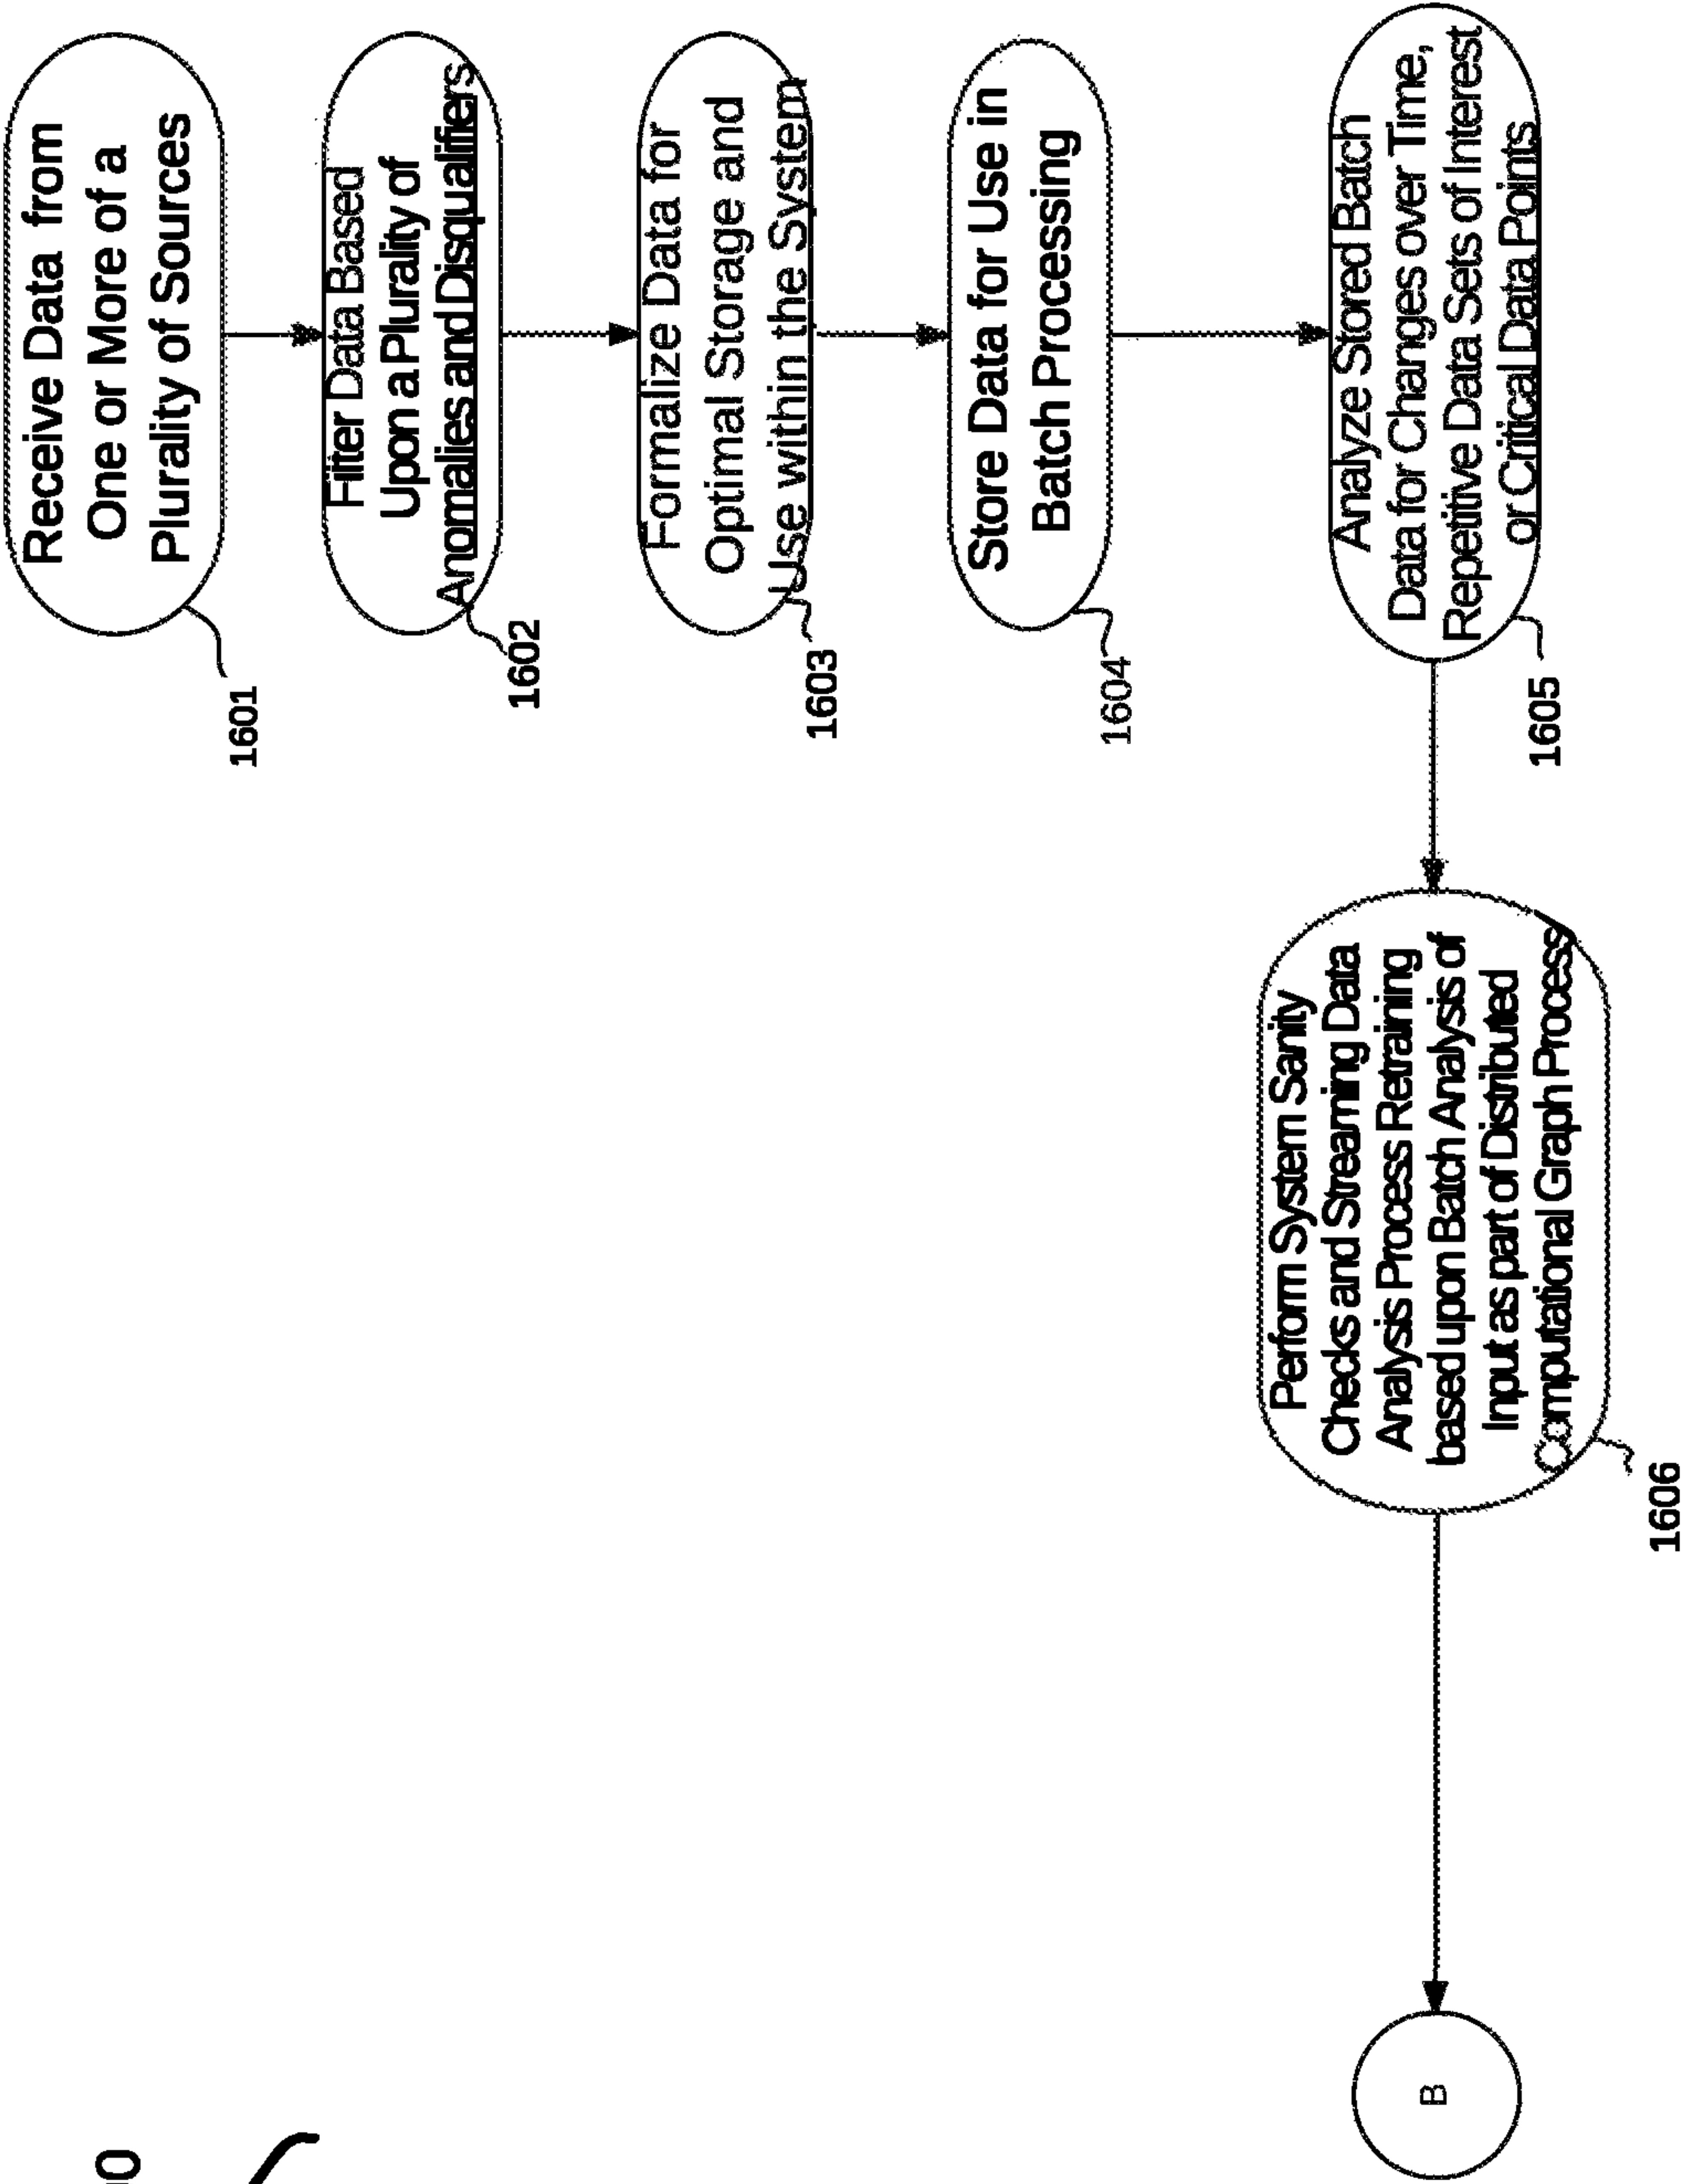 Receive Data from
One or More of a
Plurality of Sources
1601
Filter Data Based
Upon a Plurality of
Anomalies and Disqualifiers
1602
Formalize Data for
Optimal Storage and
Use within the System
1603
Store Data for Use in
Batch Processing
1604
Analyze Stored Batch
Data for Changes over Time,
Repetitive Data Sets of Interest
or Critical Data Points
1605
Perform System Sanity
Checks and Streaming Data
Analysis Process Retraining
based upon Batch Analysis of
Input as part of Distributed
Computational Graph Process
1606
B